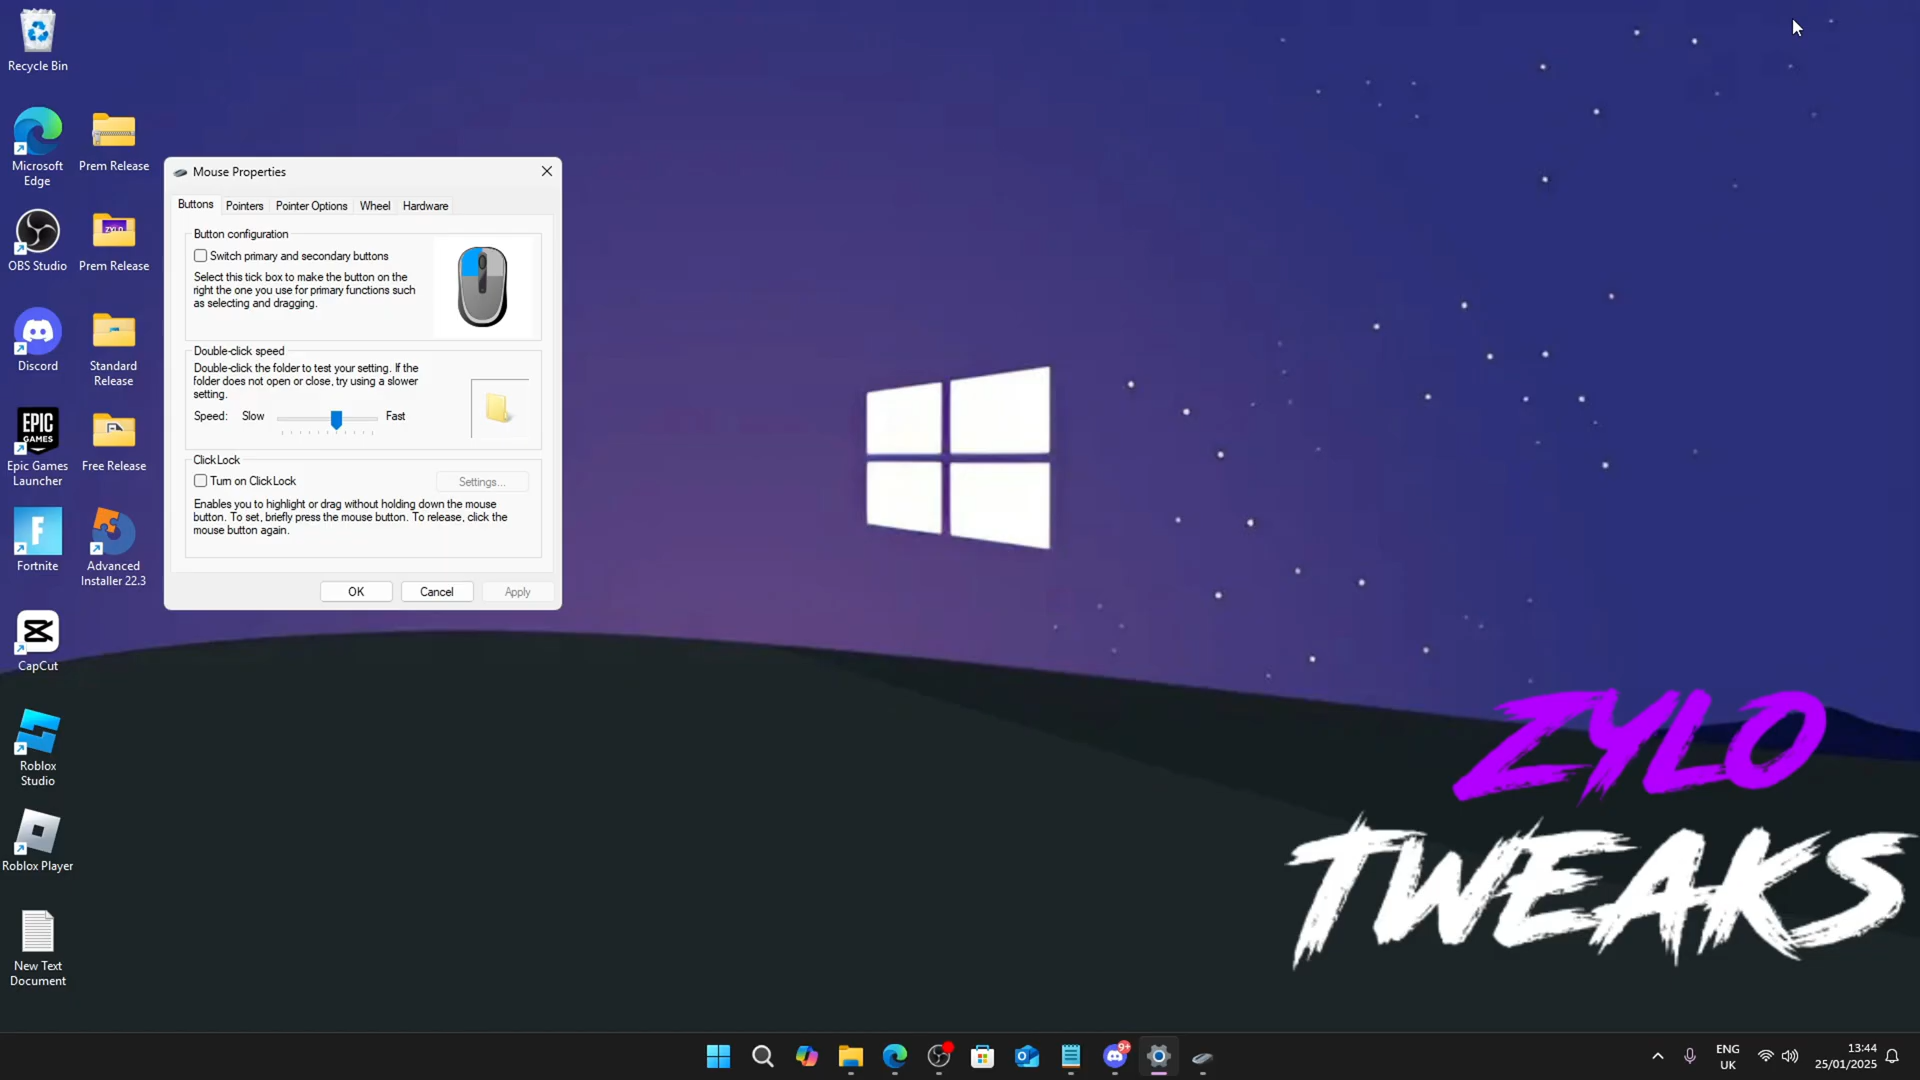 Recycle Bin
Microsoft
Edge
Prem Release
OBS Studio
ZYLO
Prem Release
Discord
Standard
Release
EPIC
GAMES
Epic Games
Launcher
Free Release
F
Fortnite
Advanced
Installer 22.3
CapCut
Roblox
Studio
Roblox Player
New Text
Document
Mouse Properties
Buttons
Pointers
Pointer Options
Wheel
Hardware
Button configuration
Switch primary and secondary buttons
Select this tick box to make the button on the
right the one you use for primary functions such
as selecting and dragging.
Double-click speed
Double-click the folder to test your setting. If the
folder does not open or close, try using a slower
setting.
Speed: Slow Fast
ClickLock
Turn on ClickLock
Settings...
Enables you to highlight or drag without holding down the mouse
button. To set, briefly press the mouse button. To release, click the
mouse button again.
OK
Cancel
Apply
ZYLO
TWEAKS
9+
ENG
UK
13:44
25/01/2025